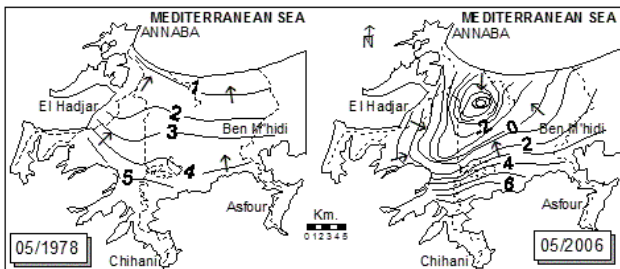 MEDITERRANEAN SEA
ANNABA
El Hadjar
1
2
3
4
5
Ben M'hidi
Asfour
Chihani
05/1978
MEDITERRANEAN SEA
ANNABA
N
El Hadjar
-2
0
2
4
6
Ben M'hidi
Asfour
Chihani
05/2006
Km.
0 1 2 3 4 5